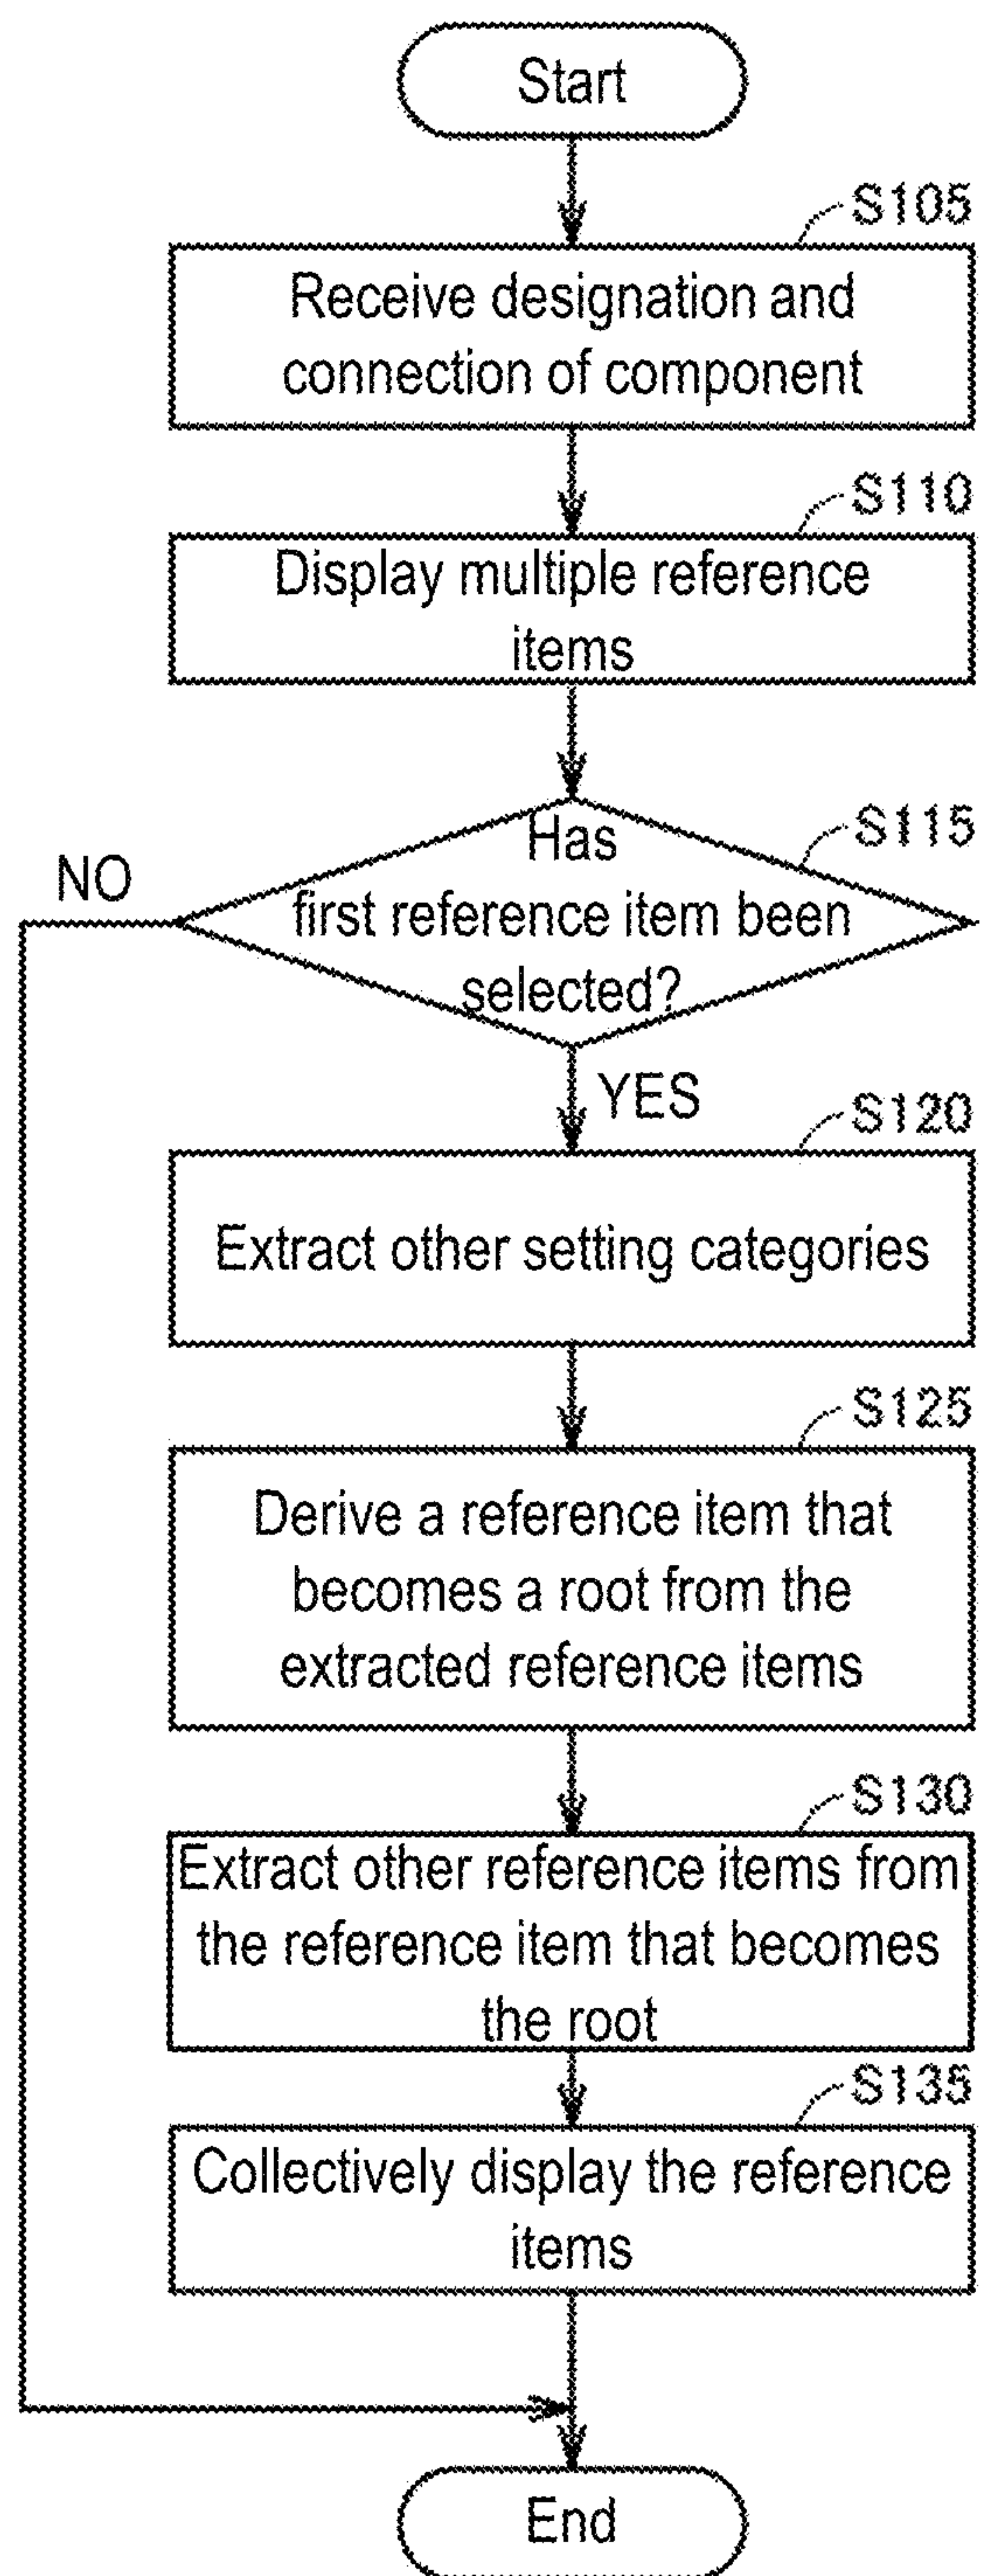 Start
S105
Receive designation and
connection of component
S110
Display multiple reference
items
S115
Has
first reference item been
selected?
NO
YES
S120
Extract other setting categories
S125
Derive a reference item that
becomes a root from the
extracted reference items
S130
Extract other reference items from
the reference item that becomes
the root
S135
Collectively display the reference
items
End